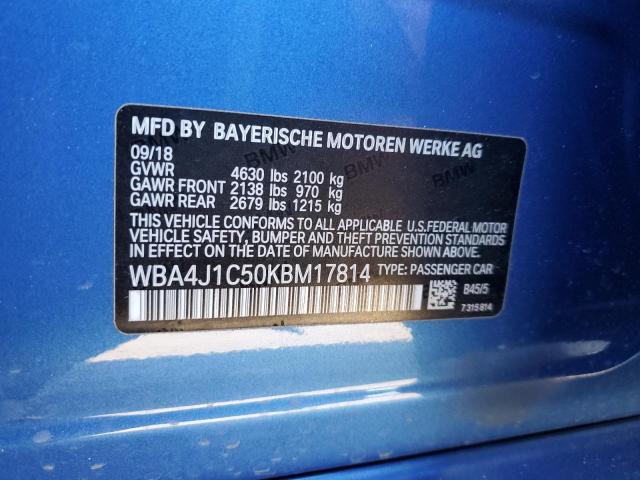 MFD BY BAYERISCHE MOTOREN WERKE AG
09/18
GVWR 4630 lbs 2100 kg
GAWR FRONT 2138 lbs 970 kg
GAWR REAR 2679 lbs 1215 kg
THIS VEHICLE CONFORMS TO ALL APPLICABLE U.S.FEDERAL MOTOR
VEHICLE SAFETY, BUMPER AND THEFT PREVENTION STANDARDS IN
EFFECT ON THE DATE OF MANUFACTURE SHOWN ABOVE.
WBA4J1C50KBM17814 TYPE: PASSENGER CAR
B45/5
7315814